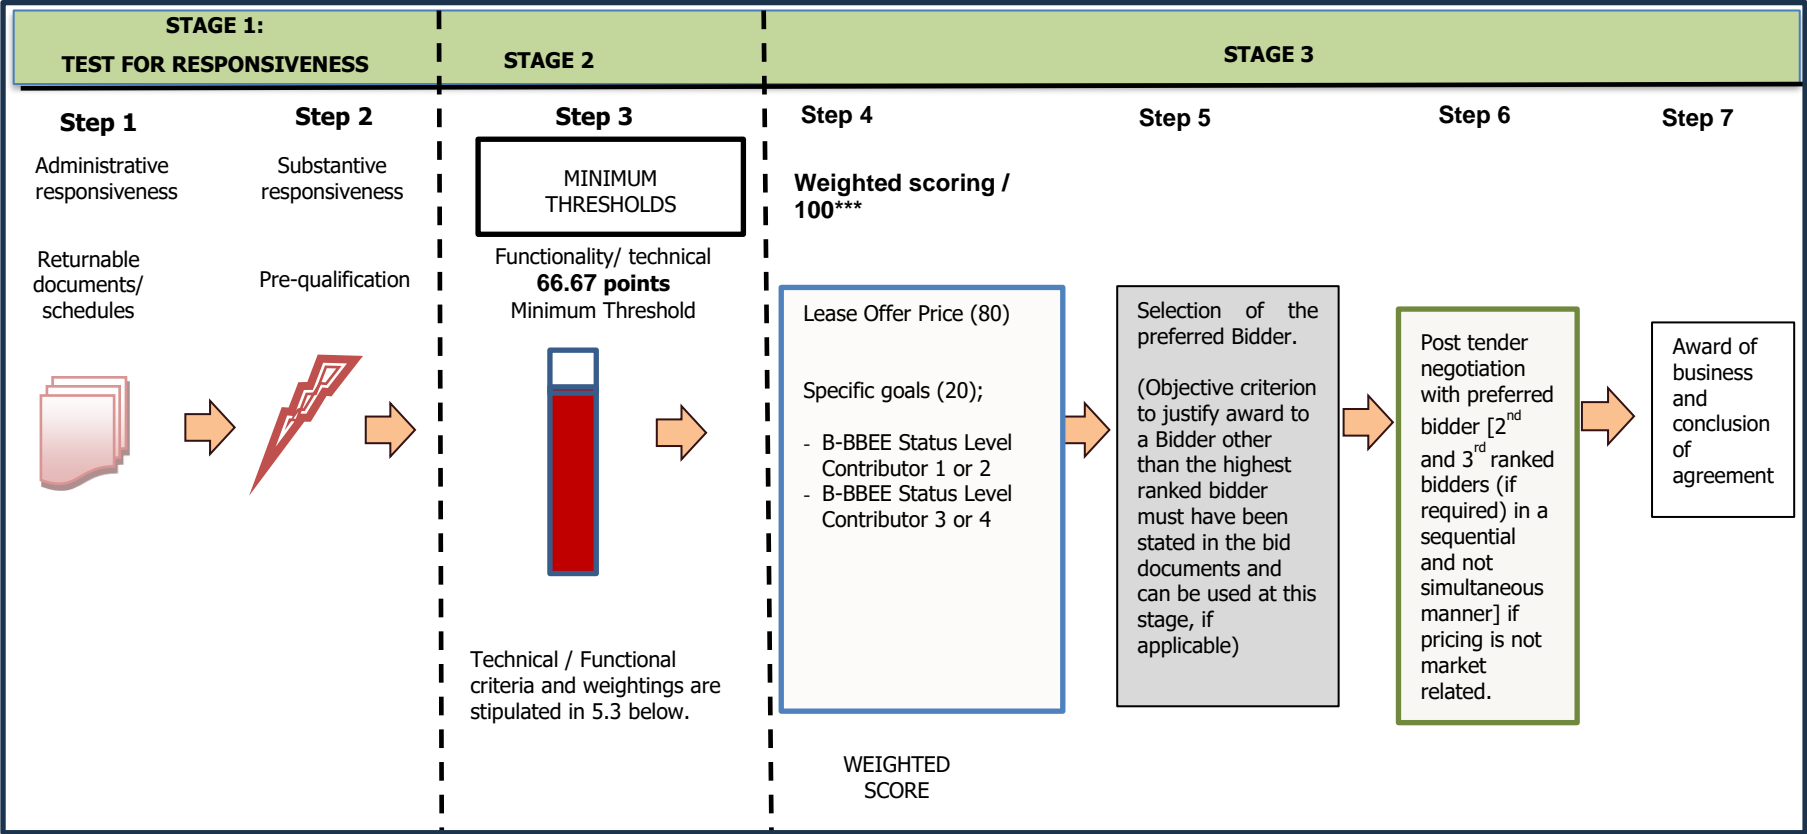 STAGE 1:
TEST FOR RESPONSIVENESS
STAGE 2
STAGE 3
Step 1
Administrative
responsiveness
Returnable
documents/
schedules
Step 2
Substantive
responsiveness
Pre-qualification
Step 3
MINIMUM
THRESHOLDS
Functionality/ technical
66.67 points
Minimum Threshold
Technical / Functional
criteria and weightings are
stipulated in 5.3 below.
Step 4
Weighted scoring /
100***
Lease Offer Price (80)
Specific goals (20);
- B-BBEE Status Level
Contributor 1 or 2
- B-BBEE Status Level
Contributor 3 or 4
WEIGHTED
SCORE
Step 5
Selection of the
preferred Bidder.
(Objective criterion
to justify award to
a Bidder other
than the highest
ranked bidder
must have been
stated in the bid
documents and
can be used at this
stage, if
applicable)
Step 6
Post tender
negotiation
with preferred
bidder [2nd
and 3rd ranked
bidders (if
required) in a
sequential
and not
simultaneous
manner] if
pricing is not
market
related.
Step 7
Award of
business
and
conclusion
of
agreement